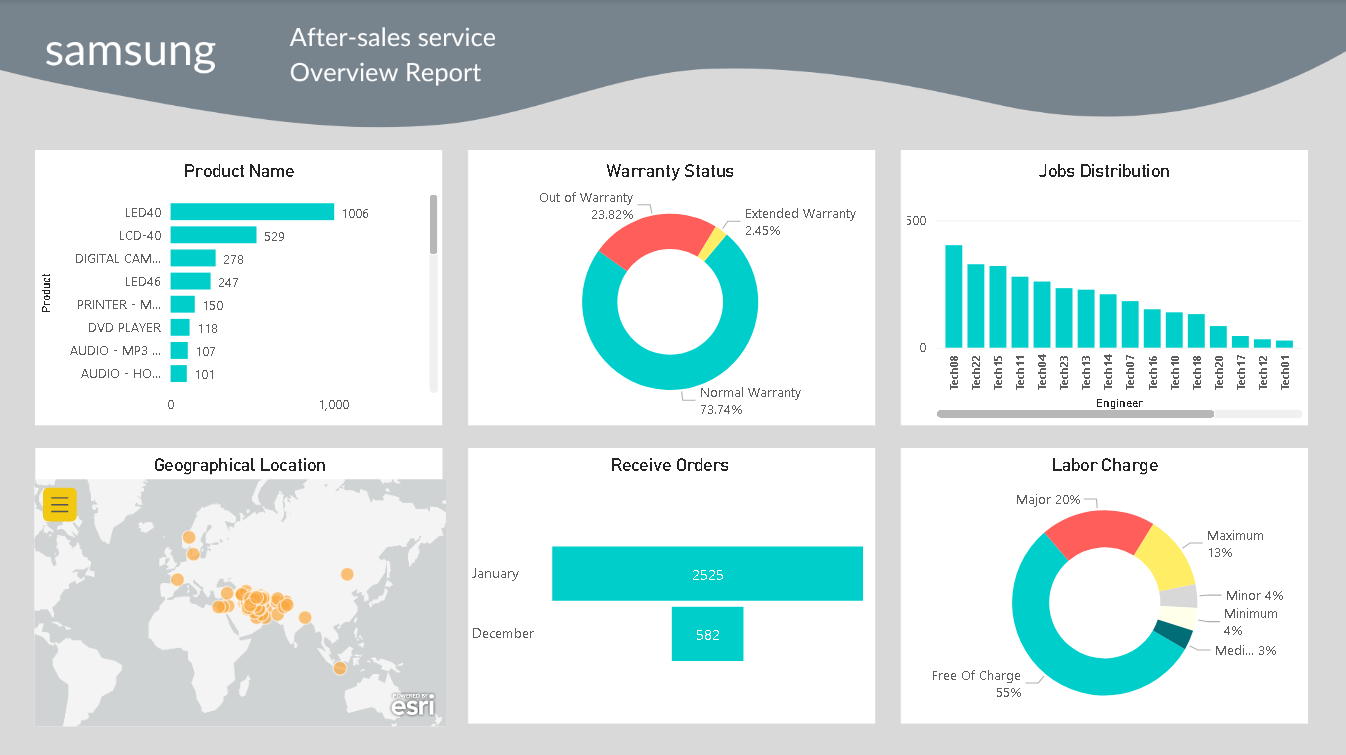 samsung
After-sales service
Overview Report
Product Name
Product
LED40
1006
LCD-40
529
DIGITAL CAM...
278
LED46
247
PRINTER - M...
150
DVD PLAYER
118
AUDIO - MP3 ...
107
AUDIO - HO...
101
0
1,000
Warranty Status
Out of Warranty
23.82%
Extended Warranty
2.45%
Normal Warranty
73.74%
Jobs Distribution
500
0
Tech08
Tech22
Tech15
Tech11
Tech04
Tech23
Tech13
Tech14
Tech07
Tech16
Tech10
Tech18
Tech20
Tech17
Tech12
Tech01
Engineer
Geographical Location
POWERED BY
esri
Receive Orders
January
2525
December
582
Labor Charge
Major 20%
Maximum
13%
Minor 4%
Minimum
4%
Medi... 3%
Free Of Charge
55%